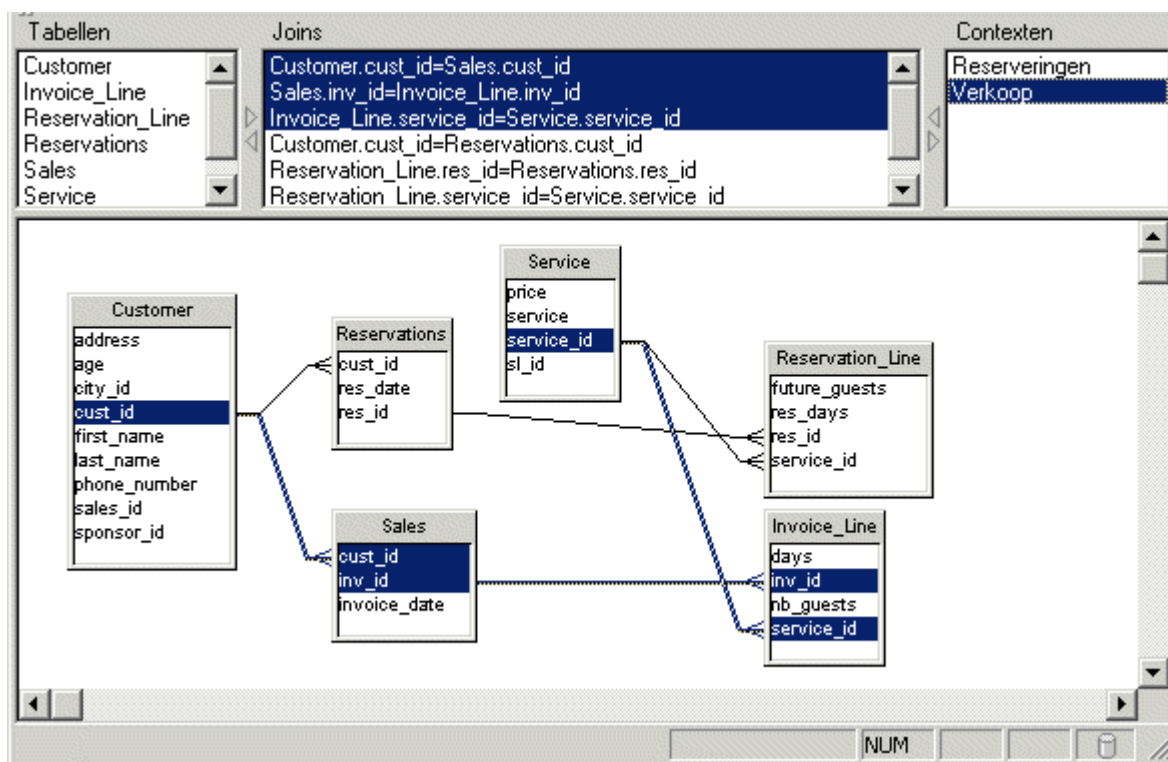 Tabellen
Joins
Contexten
Customer
Invoice_Line
Reservation_Line
Reservations
Sales
Service
Customer.cust_id=Sales.cust_id
Sales.inv_id=Invoice_Line.inv_id
Invoice_Line.service_id=Service.service_id
Customer.cust_id=Reservations.cust_id
Reservation_Line.res_id=Reservations.res_id
Reservation_Line.service_id=Service.service_id
Reserveringen
Verkoop
Customer
address
age
city_id
cust_id
first_name
last_name
phone_number
sales_id
sponsor_id
Reservations
cust_id
res_date
res_id
Service
price
service
service_id
sl_id
Reservation_Line
future_guests
res_days
res_id
service_id
Sales
cust_id
inv_id
invoice_date
Invoice_Line
days
inv_id
nb_guests
service_id
NUM